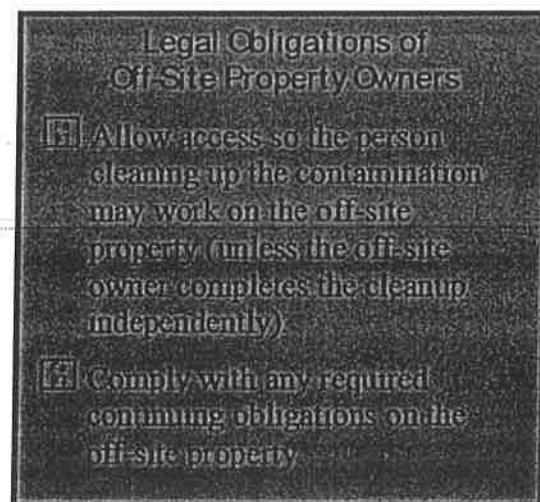 Legal Obligations of
Off-Site Property Owners
Allow access so the person
cleaning up the contamination
may work on the off-site
property (unless the off-site
owner completes the cleanup
independently)
Comply with any required
continuing obligations on the
off-site property